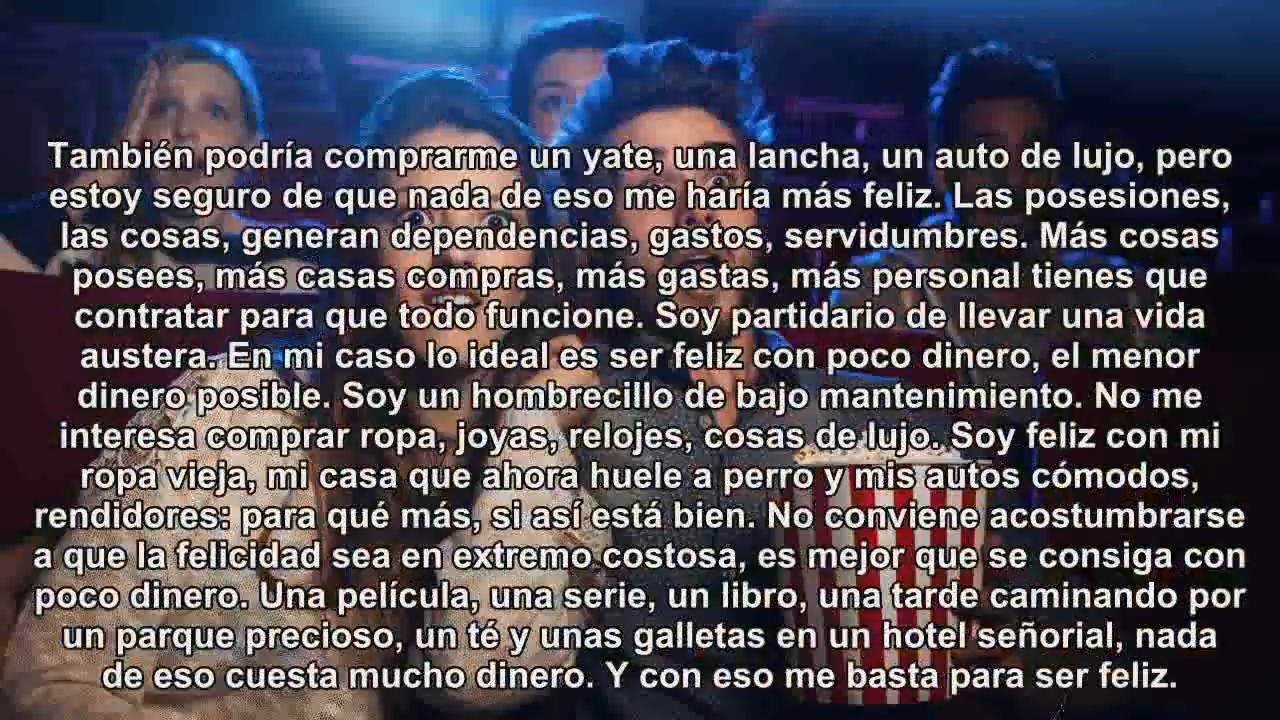 También podría comprarme un yate, una lancha, un auto de lujo, pero
estoy seguro de que nada de eso me haría más feliz. Las posesiones,
las cosas, generan dependencias, gastos, servidumbres. Más cosas
posees, más casas compras, más gastas, más personal tienes que
contratar para que todo funcione. Soy partidario de llevar una vida
austera. En mi caso lo ideal es ser feliz con poco dinero, el menor
dinero posible. Soy un hombrecillo de bajo mantenimiento. No me
interesa comprar ropa, joyas, relojes, cosas de lujo. Soy feliz con mi
ropa vieja, mi casa que ahora huele a perro y mis autos cómodos,
rendidores: para qué más, si así está bien. No conviene acostumbrarse
a que la felicidad sea en extremo costosa, es mejor que se consiga con
poco dinero. Una película, una serie, un libro, una tarde caminando por
un parque precioso, un té y unas galletas en un hotel señorial, nada
de eso cuesta mucho dinero. Y con eso me basta para ser feliz.